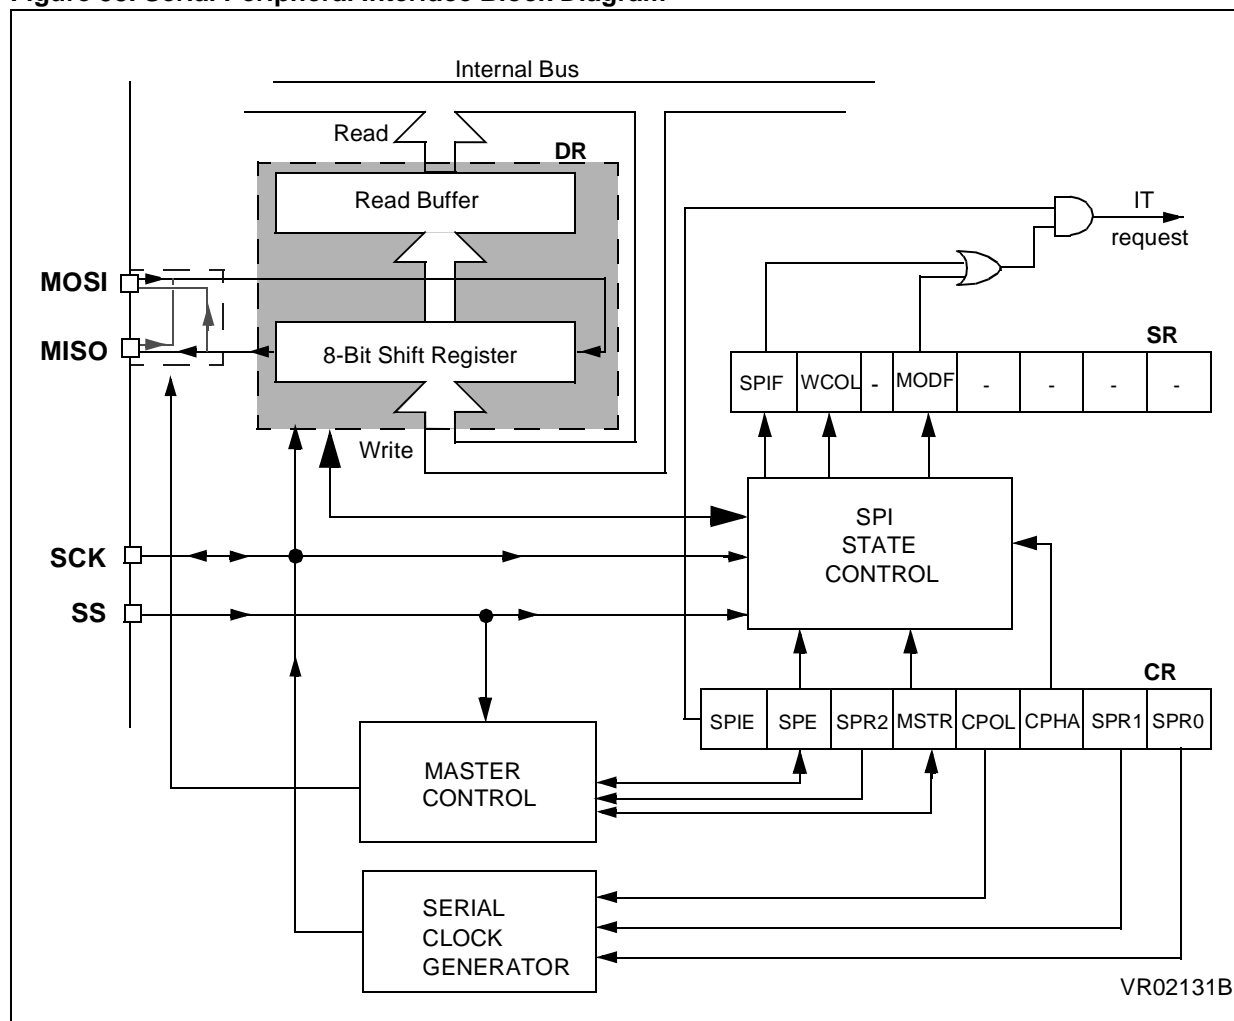 Internal Bus
Read
DR
Read Buffer
IT
request
MOSI
MISO
8-Bit Shift Register
SR
SPIF WCOL - MODF - - - -
Write
SPI
STATE
CONTROL
SCK
SS
CR
SPIE SPE SPR2 MSTR CPOL CPHA SPR1 SPR0
MASTER
CONTROL
SERIAL
CLOCK
GENERATOR
VR02131B